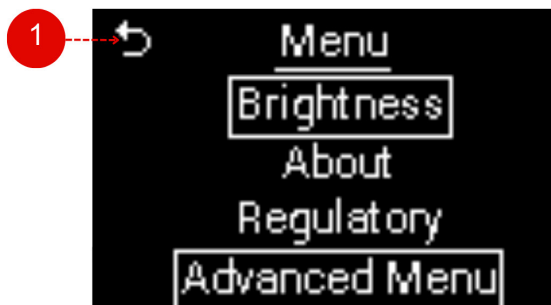 1
Menu
Brightness
About
Regulatory
Advanced Menu